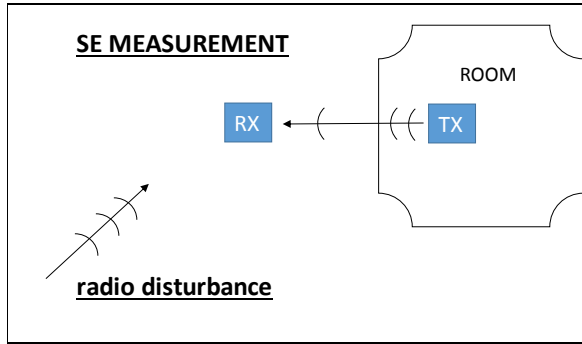 SE MEASUREMENT
ROOM
RX
TX
radio disturbance